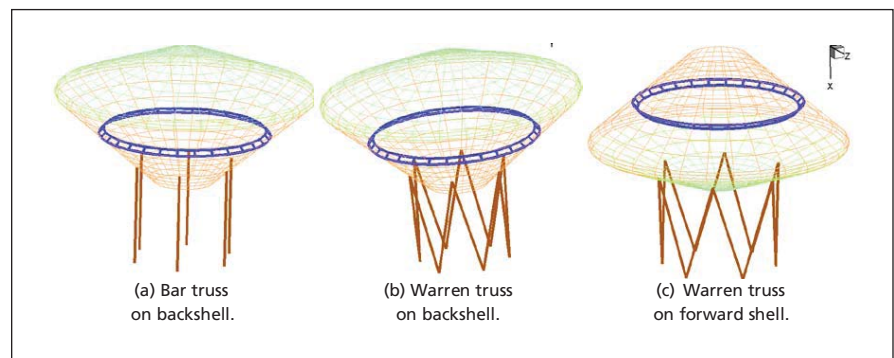 z
x
(a) Bar truss
on backshell.
(b) Warren truss
on backshell.
(c) Warren truss
on forward shell.